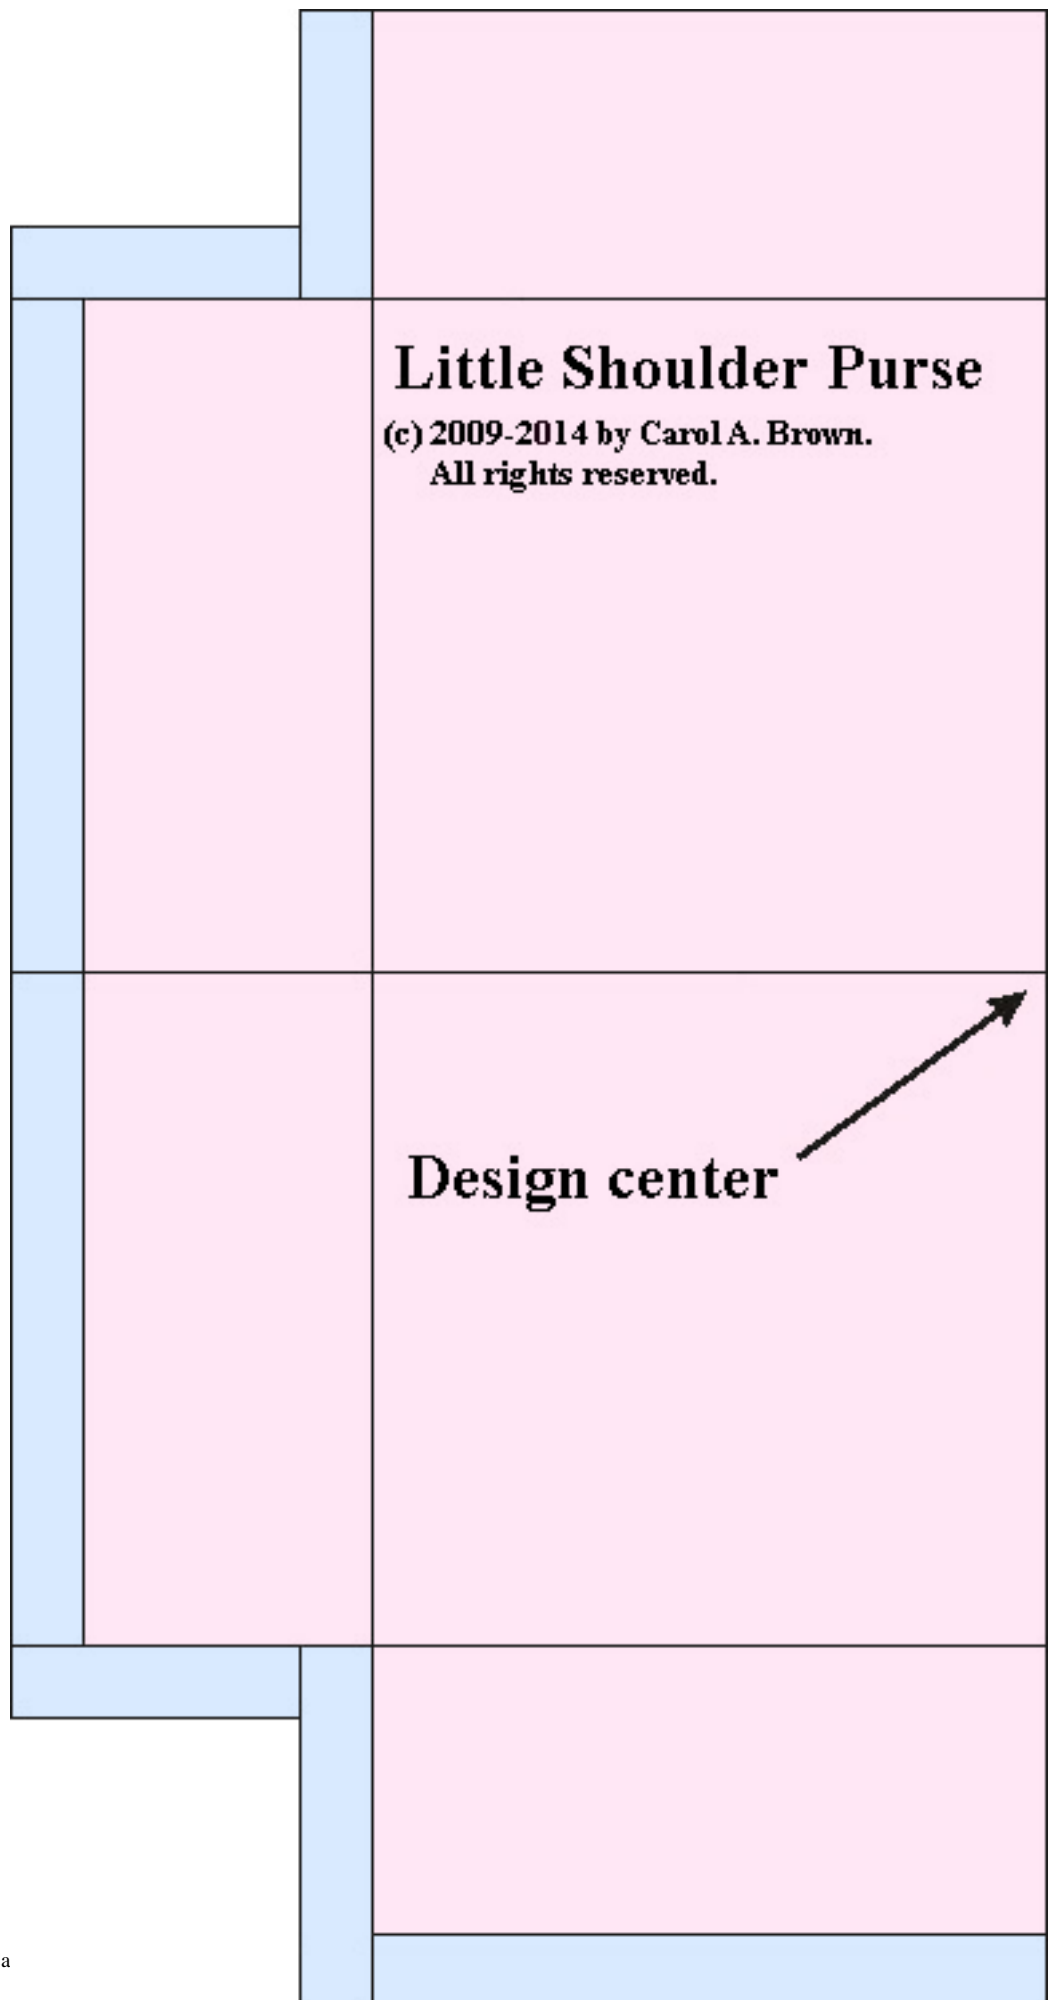 Little Shoulder Purse
(c) 2009-2014 by Carol A. Brown.
All rights reserved.
Design center
a